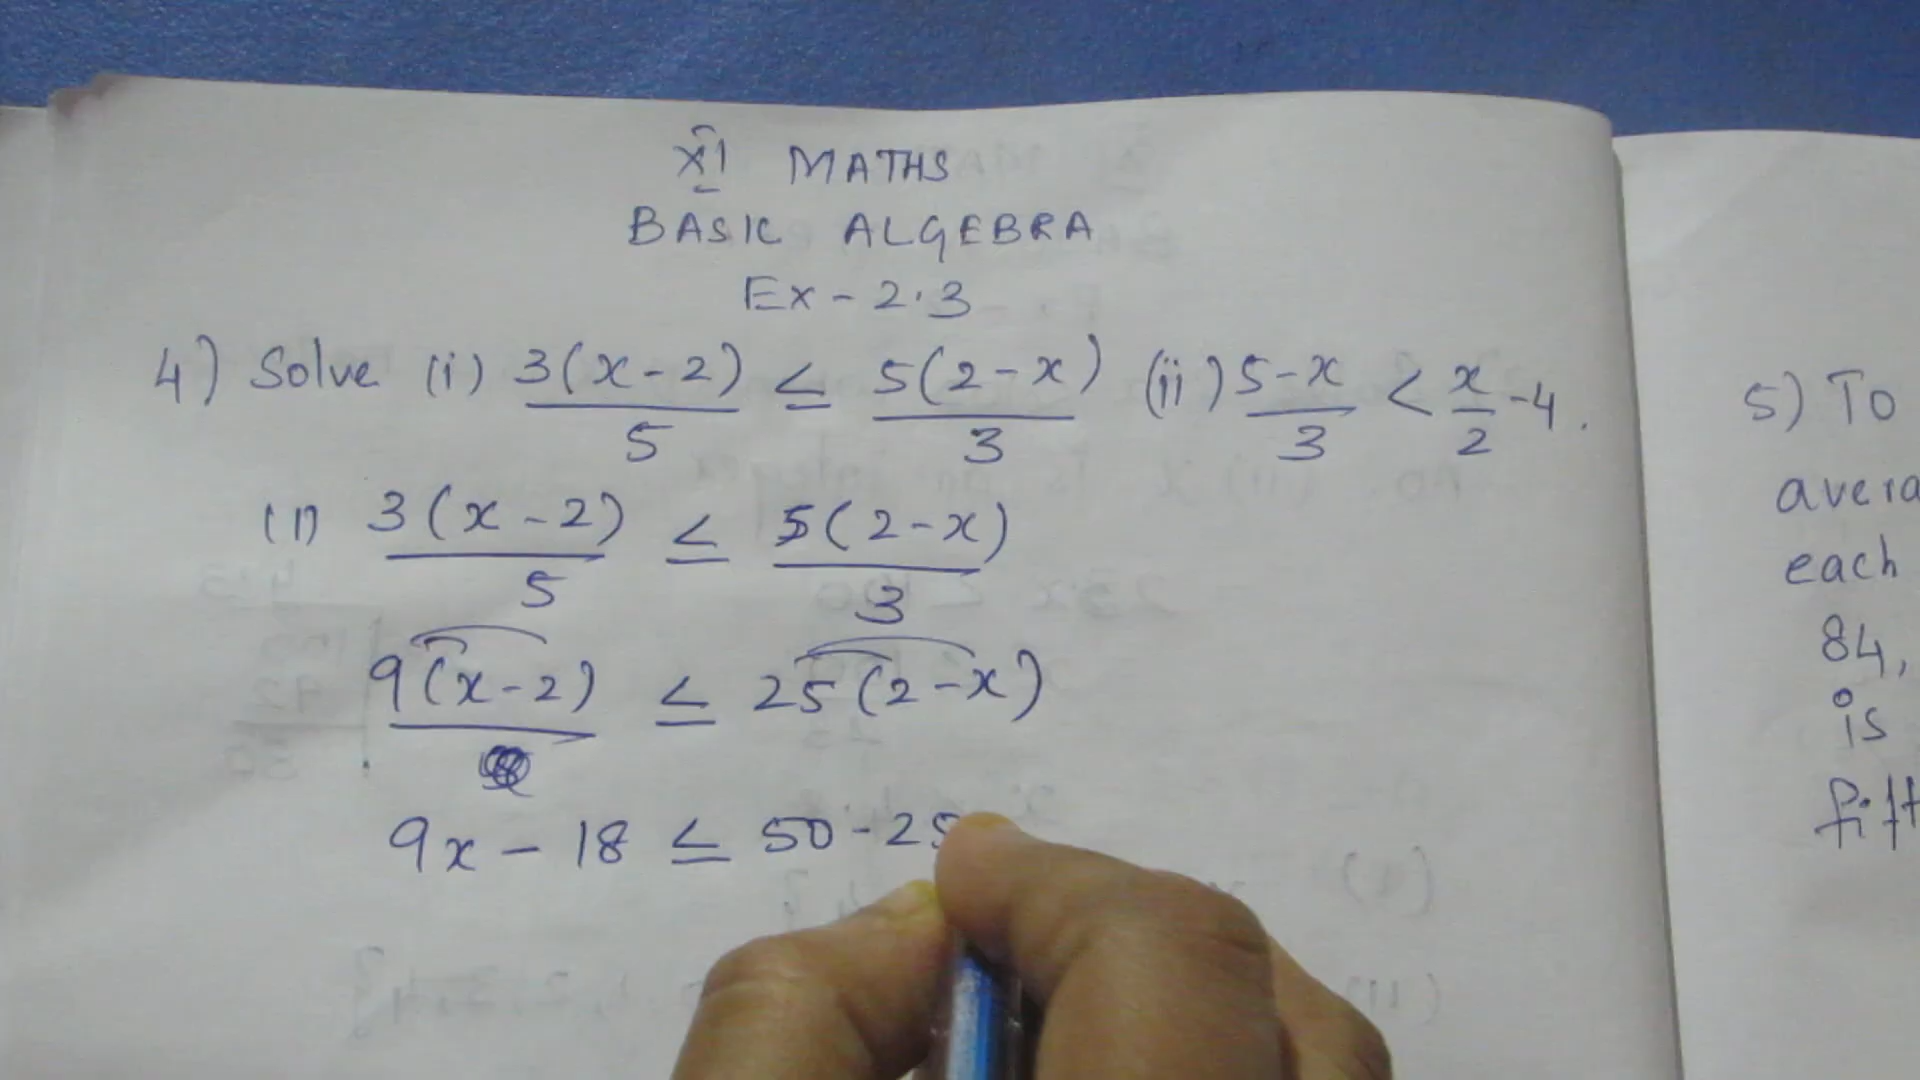 XI MATHS
BASIC ALGEBRA
Ex - 2.3
4) Solve (i) 3(x-2)/5 ≤ 5(2-x)/3 (ii) 5-x/3 < x/2 -4.
(i) 3(x-2)/5 ≤ 5(2-x)/3
9(x-2) ≤ 25(2-x)
9x - 18 ≤ 50 - 25
5) To
each
84,
is